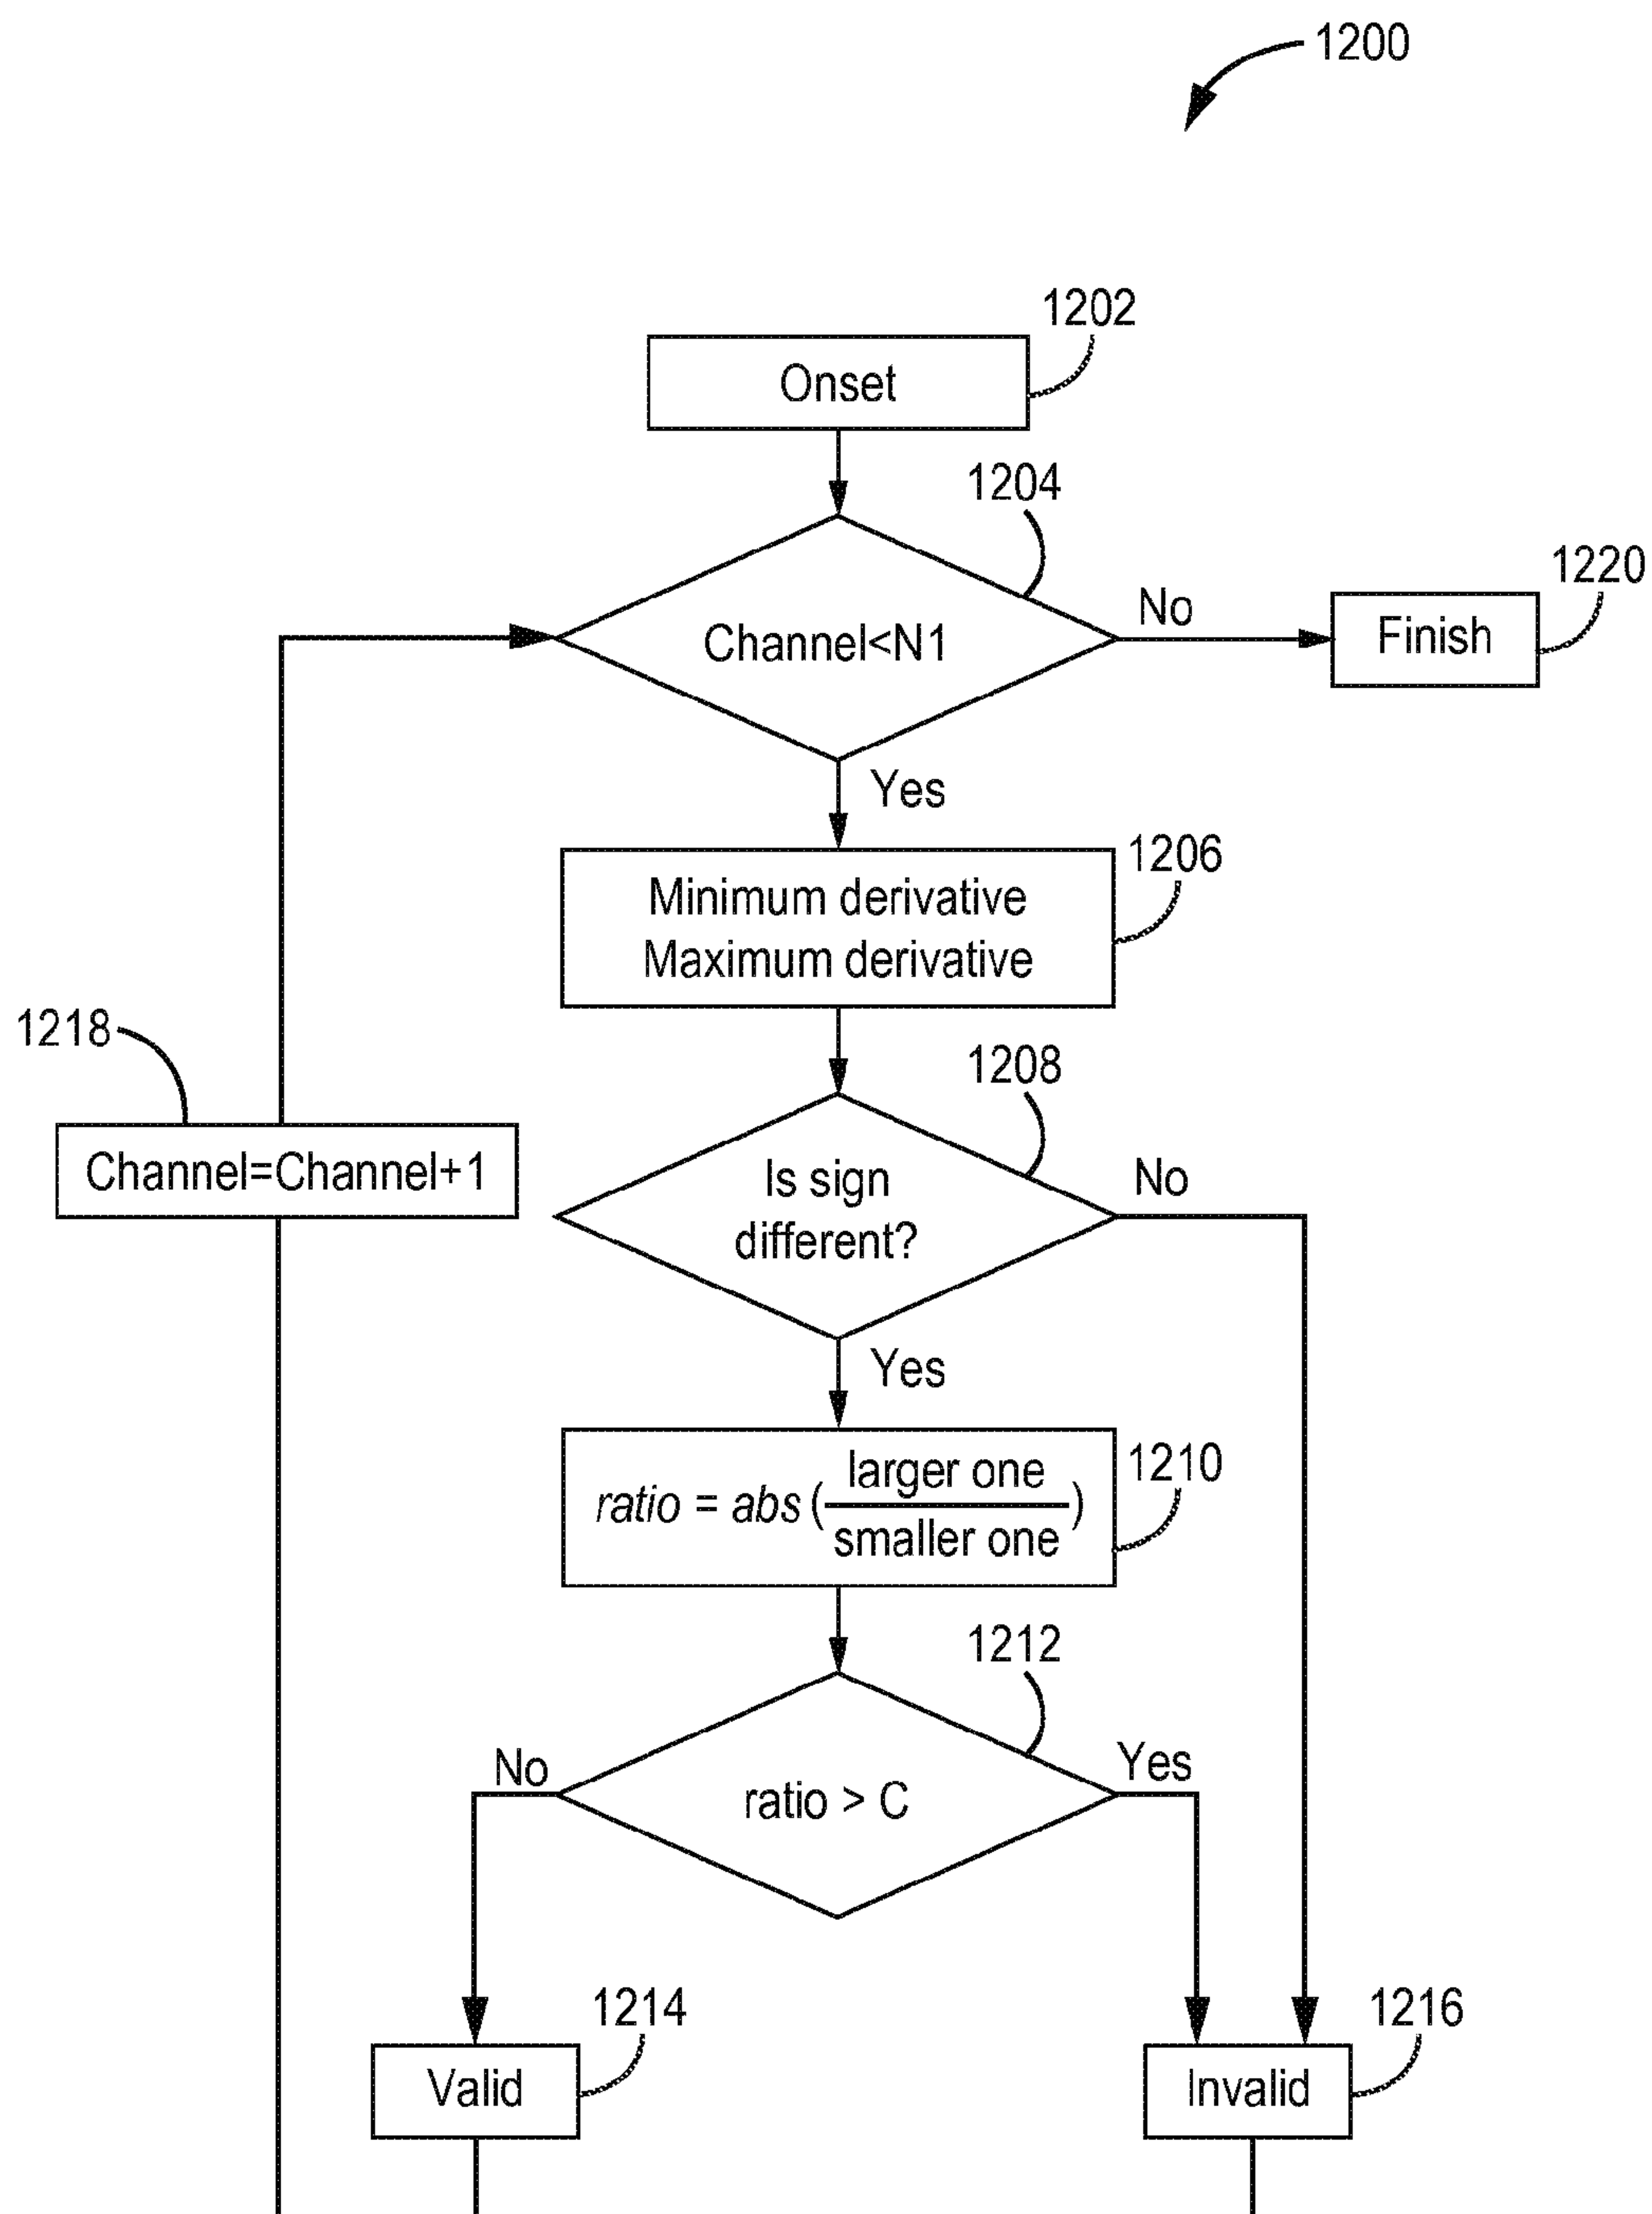 1200
1202
Onset
1204
1220
No
Finish
Channel<N1
Yes
1206
Minimum derivative
Maximum derivative
1218
1208
Channel=Channel+1
Is sign
different?
No
Yes
1210
ratio = abs(larger one/smaller one)
1212
No
Yes
ratio > C
1214
1216
Valid
Invalid